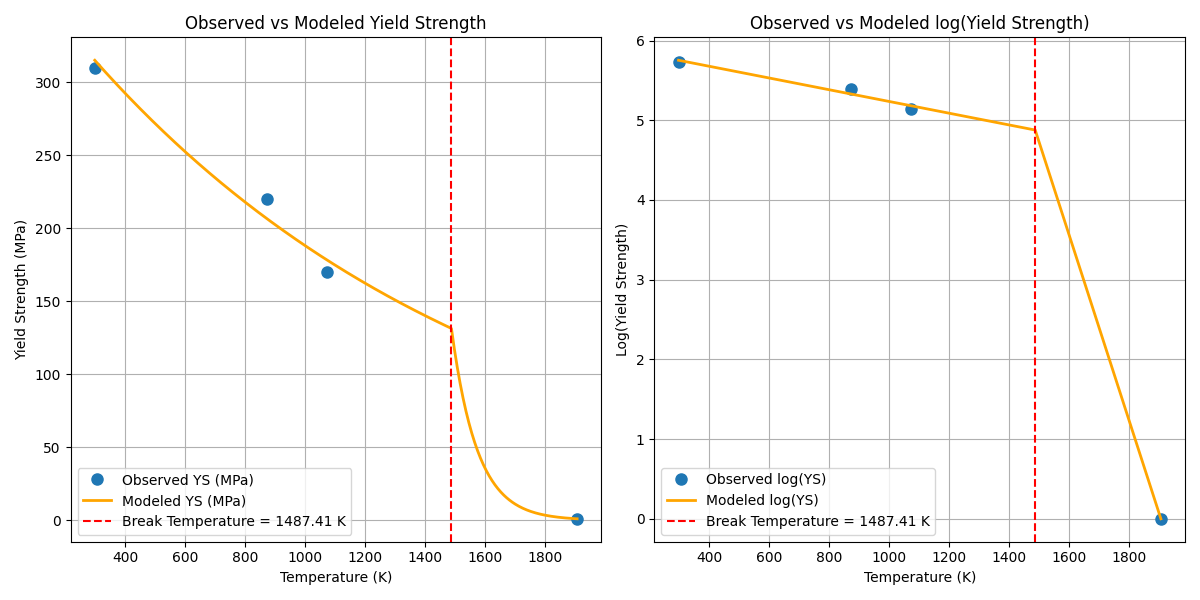 Observed vs Modeled Yield Strength
Yield Strength (MPa)
300
250
200
150
100
50
0
Observed YS (MPa)
Modeled YS (MPa)
Break Temperature = 1487.41 K
400 600 800 1000 1200 1400 1600 1800
Temperature (K)
Observed vs Modeled log(Yield Strength)
Log(Yield Strength)
6
5
4
3
2
1
0
Observed log(YS)
Modeled log(YS)
Break Temperature = 1487.41 K
400 600 800 1000 1200 1400 1600 1800
Temperature (K)